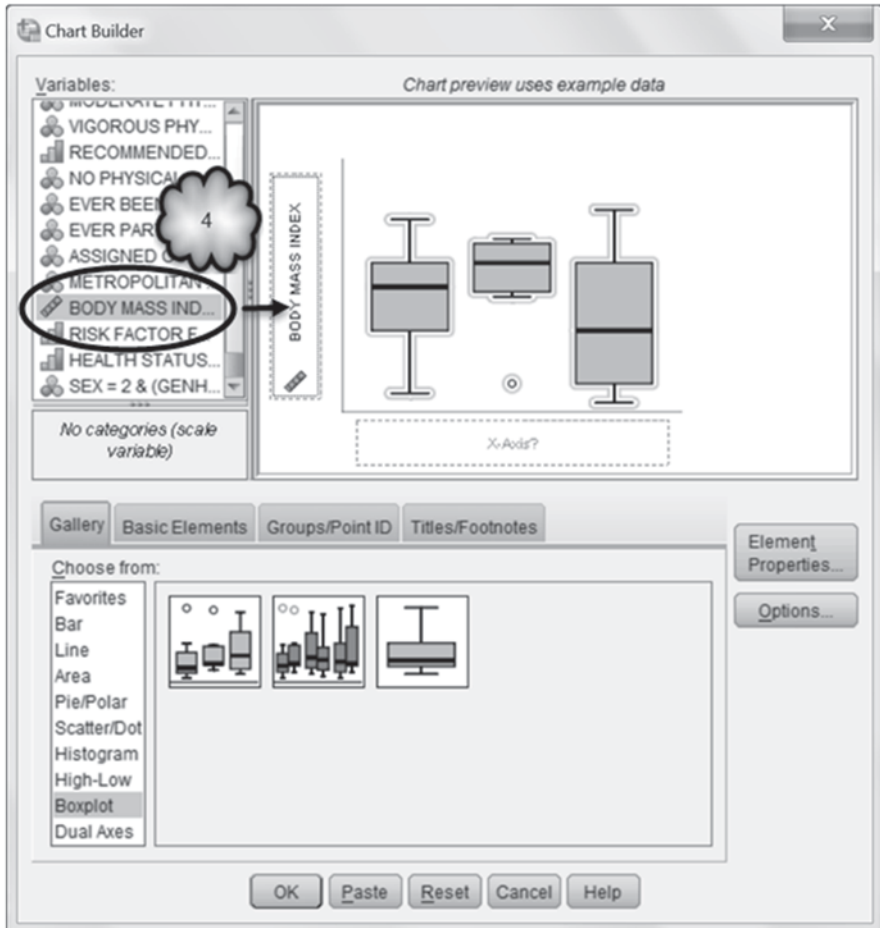 Chart Builder
Variables:
Chart preview uses example data
VIGOROUS PHY...
RECOMMENDED...
NO PHYSICAL
EVER BEEN
EVER PAR
ASSIGNED
METROPOLITAN
BODY MASS IND...
RISK FACTOR F
HEALTH STATUS...
SEX = 2 & (GENH...
4
BODY MASS INDEX
X-Axis?
No categories (scale
variable)
Gallery
Basic Elements
Groups/Point ID
Titles/Footnotes
Choose from:
Favorites
Bar
Line
Area
Pie/Polar
Scatter/Dot
Histogram
High-Low
Boxplot
Dual Axes
Element
Properties...
Options...
OK
Paste
Reset
Cancel
Help